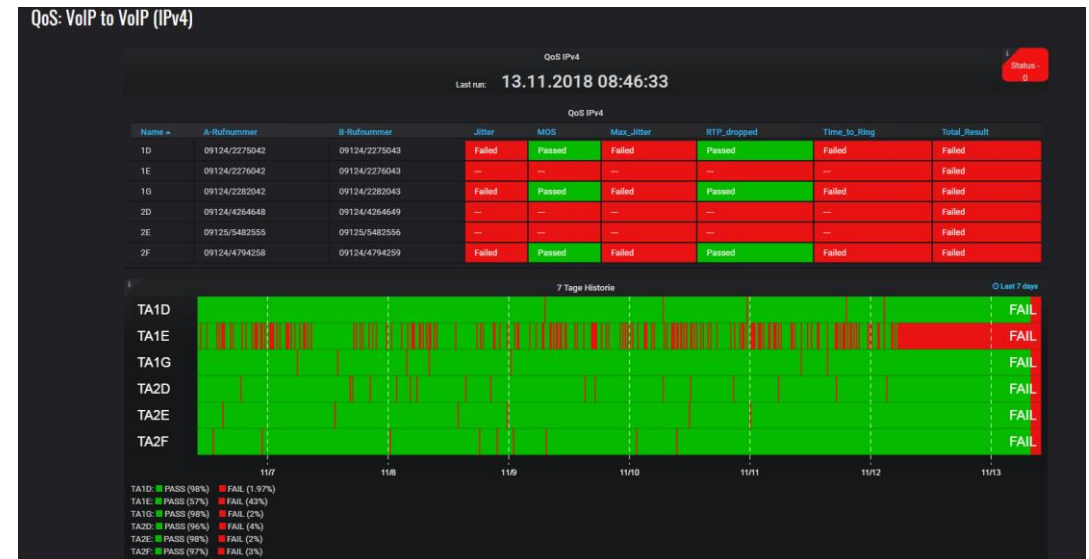 QoS: VoIP to VoIP (IPv4)
QoS IPv4
Last run: 13.11.2018 08:46:33
Status -
0
QoS IPv4
Name A-Rufnummer B-Rufnummer Jitter MOS Max_Jitter RTP_dropped Time_to_Ring Total_Result
1D 09124/2275042 09124/2275043 Failed Passed Failed Passed Failed Failed
1E 09124/2276042 09124/2276043 — — — — — Failed
1G 09124/2282042 09124/2282043 Failed Passed Failed Passed Failed Failed
2D 09124/4264648 09124/4264649 — — — — — Failed
2E 09125/5482555 09125/5482556 — — — — — Failed
2F 09124/4794258 09124/4794259 Failed Passed Failed Passed Failed Failed
7 Tage Historie
Last 7 days
TA1D FAIL
TA1E FAIL
TA1G FAIL
TA2D FAIL
TA2E FAIL
TA2F FAIL
11/7 11/8 11/9 11/10 11/11 11/12 11/13
TA1D: PASS (98%) FAIL (1.97%)
TA1E: PASS (57%) FAIL (43%)
TA1G: PASS (98%) FAIL (2%)
TA2D: PASS (96%) FAIL (4%)
TA2E: PASS (98%) FAIL (2%)
TA2F: PASS (97%) FAIL (3%)